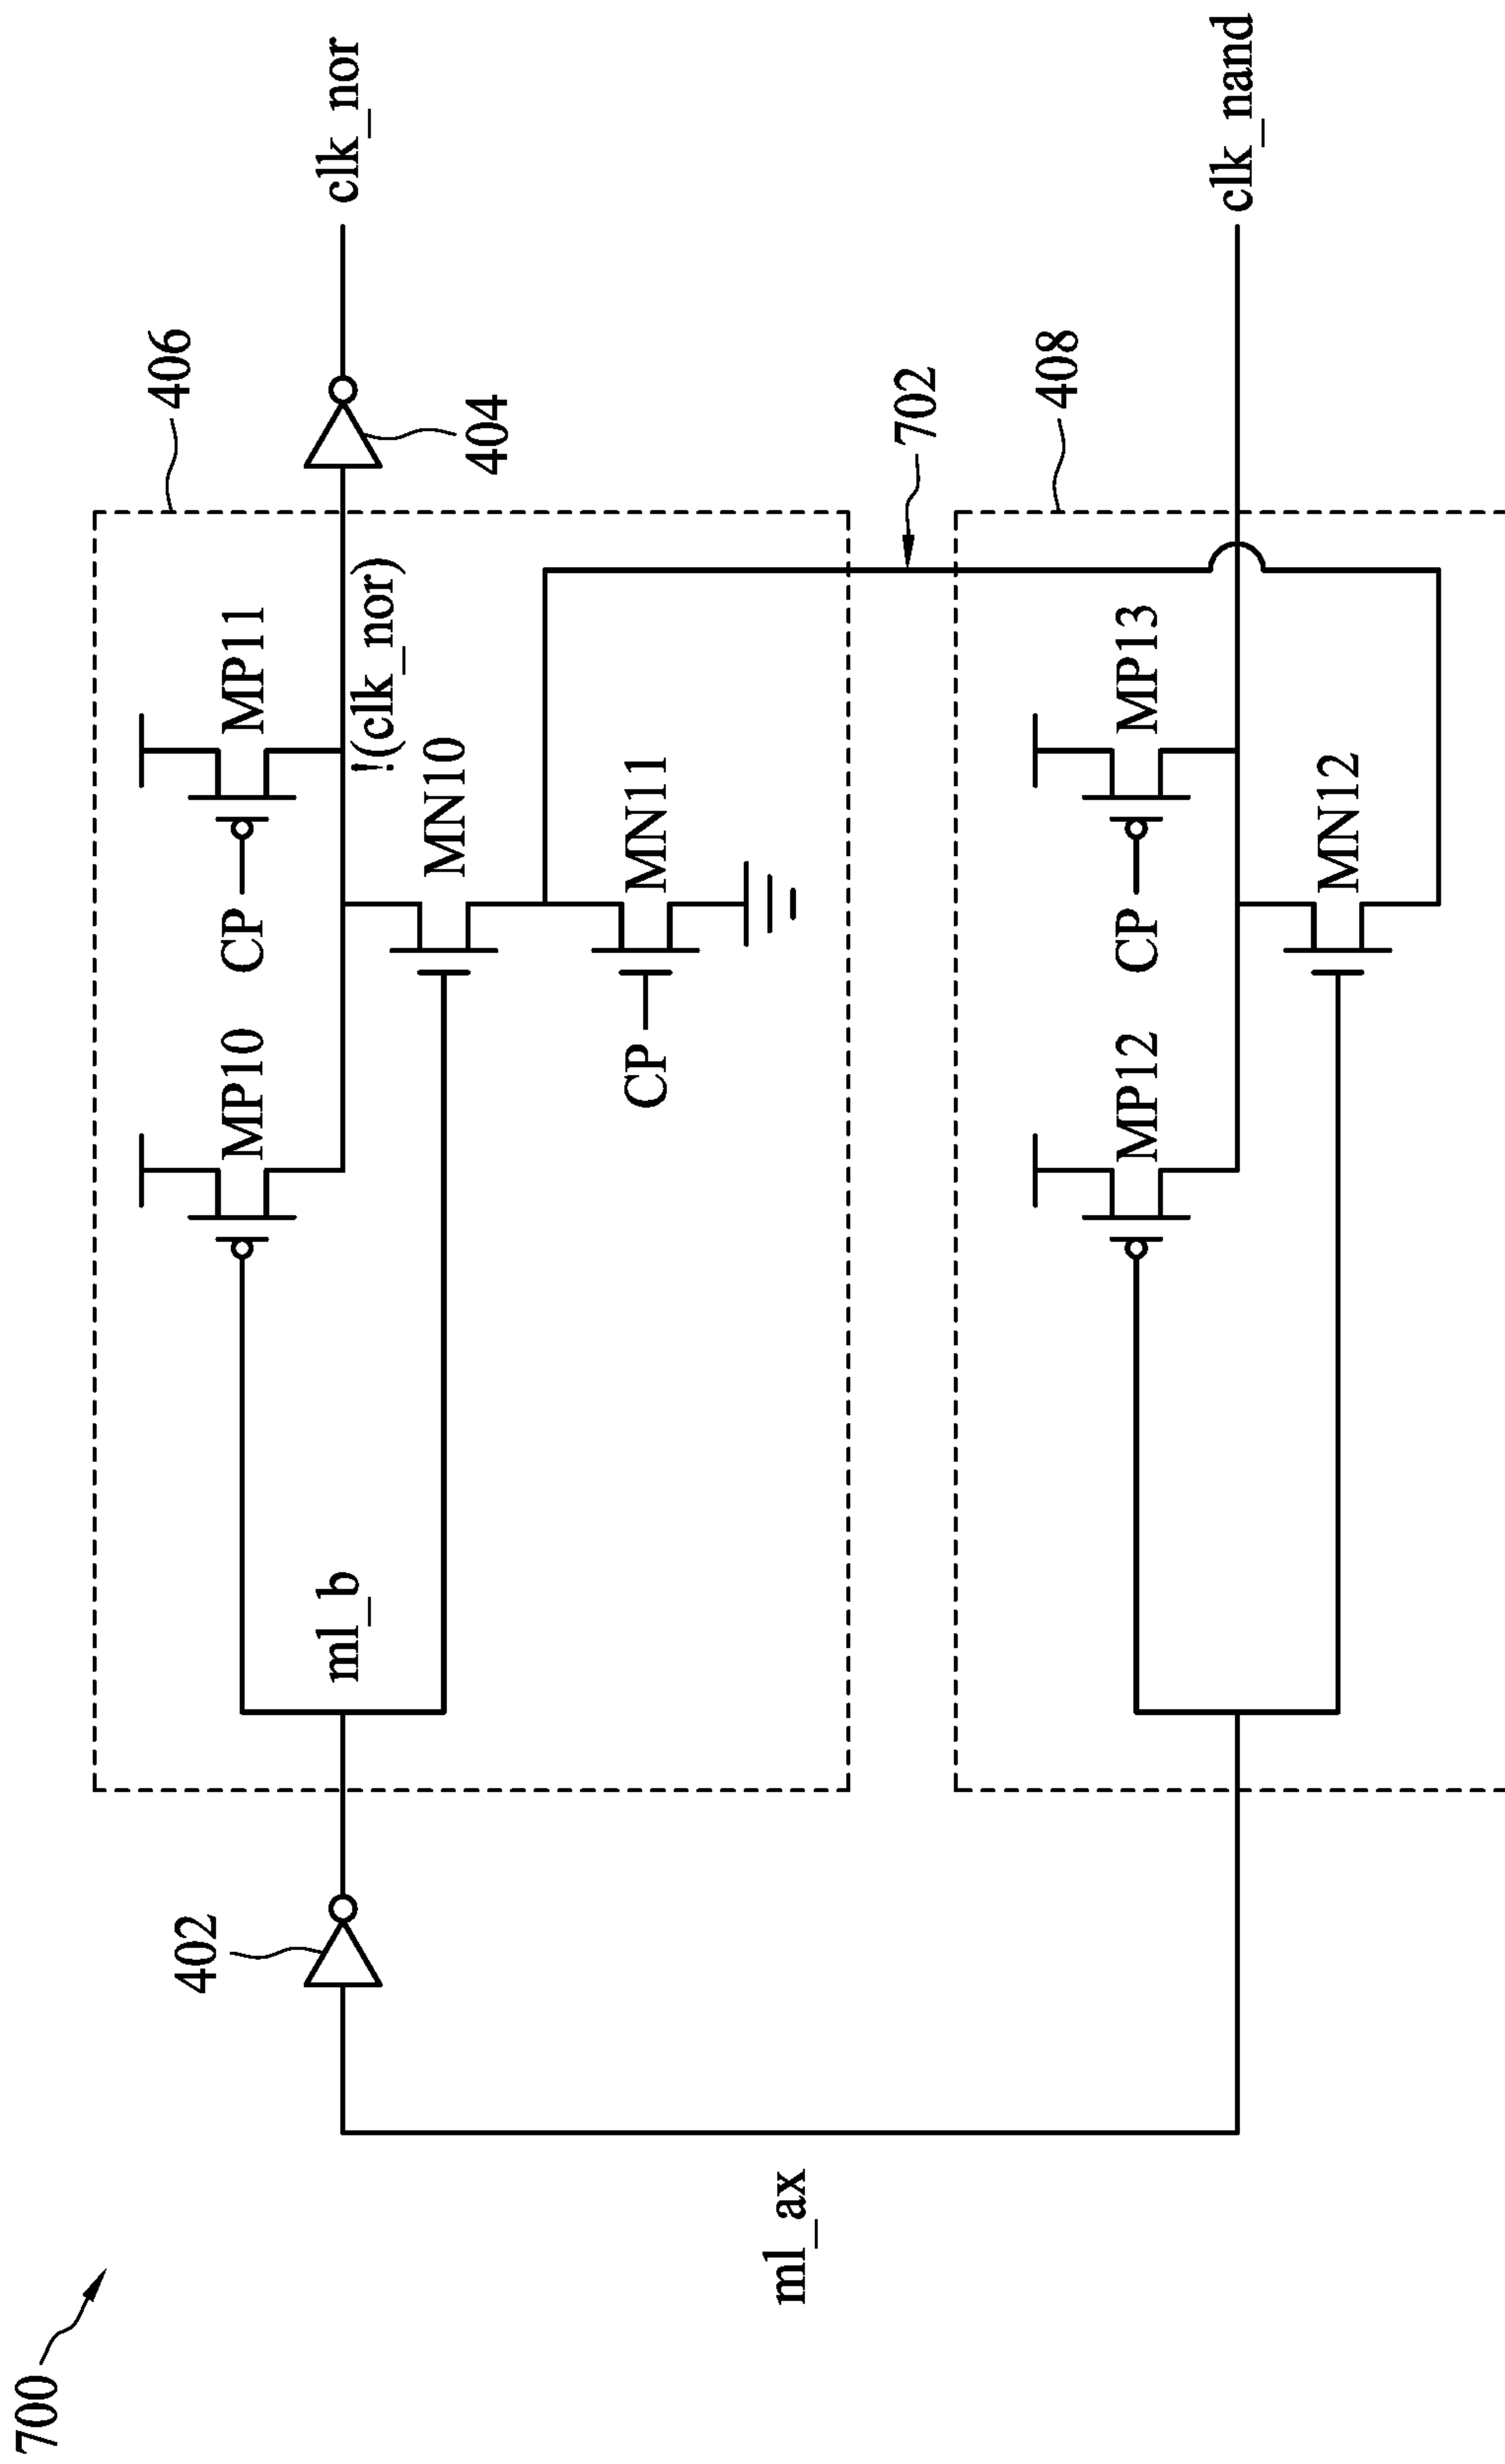 700
406
clk_nor
402
404
MP10
MP11
CP
!(clk_nor)
ml_b
MN10
MN11
CP
702
ml_ax
408
MP12
MP13
CP
clk_nand
MN12